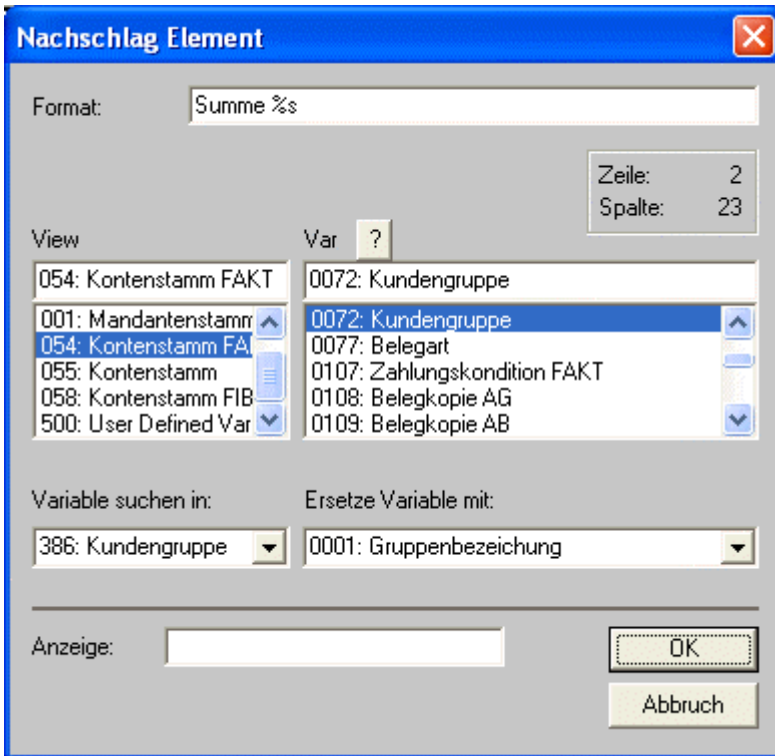 Nachschlag Element
Format: Summe %s
Zeile: 2
Spalte: 23
View Var ?
054: Kontenstamm FAKT 0072: Kundengruppe
001: Mandantenstamm 0072: Kundengruppe
054: Kontenstamm FAK 0077: Belegart
055: Kontenstamm 0107: Zahlungskondition FAKT
058: Kontenstamm FIB 0108: Belegkopie AG
500: User Defined Var 0109: Belegkopie AB
Variable suchen in: Ersetze Variable mit:
386: Kundengruppe 0001: Gruppenbezeichung
Anzeige: OK
Abbruch